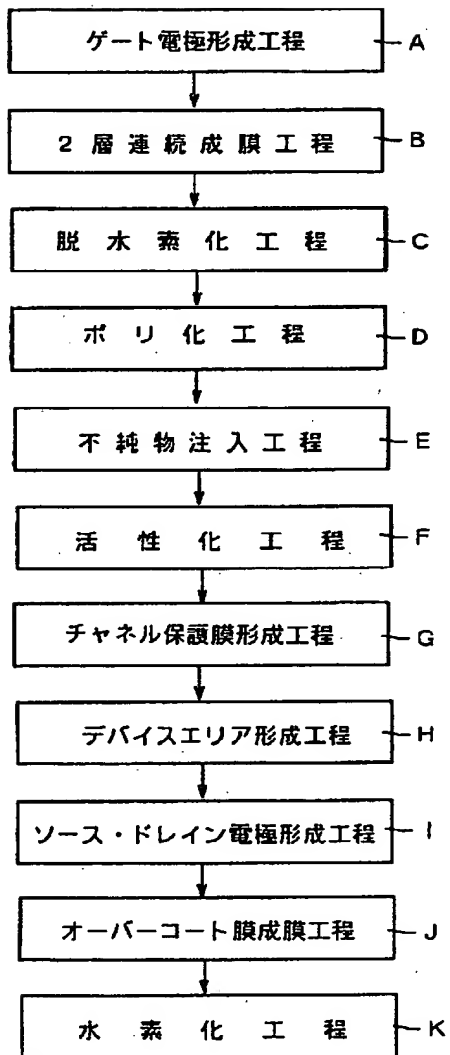 ゲート電極形成工程 A
2層連続成膜工程 B
脱水素化工程 C
ポリ化工程 D
不純物注入工程 E
活性化工程 F
チャネル保護膜形成工程 G
デバイスエリア形成工程 H
ソース・ドレイン電極形成工程 I
オーバーコート膜成膜工程 J
水素化工程 K